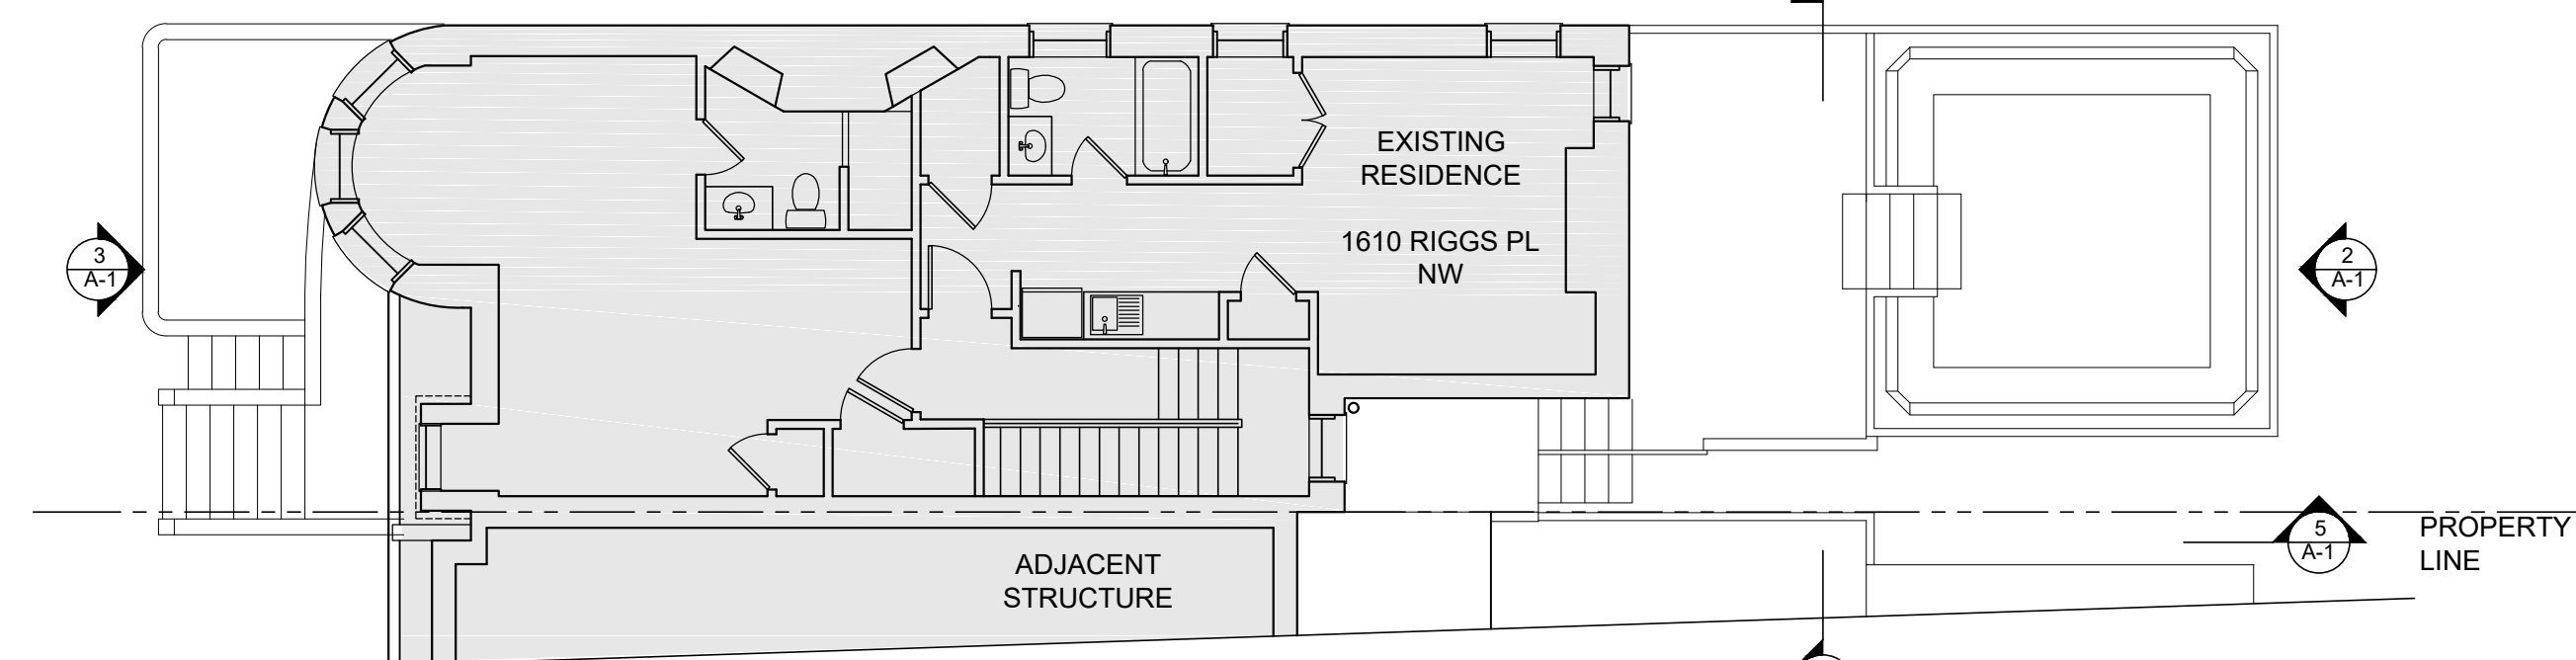 EXISTING
RESIDENCE
1610 RIGGS PL
NW
3
A-1
2
A-1
5
A-1
PROPERTY
LINE
ADJACENT
STRUCTURE